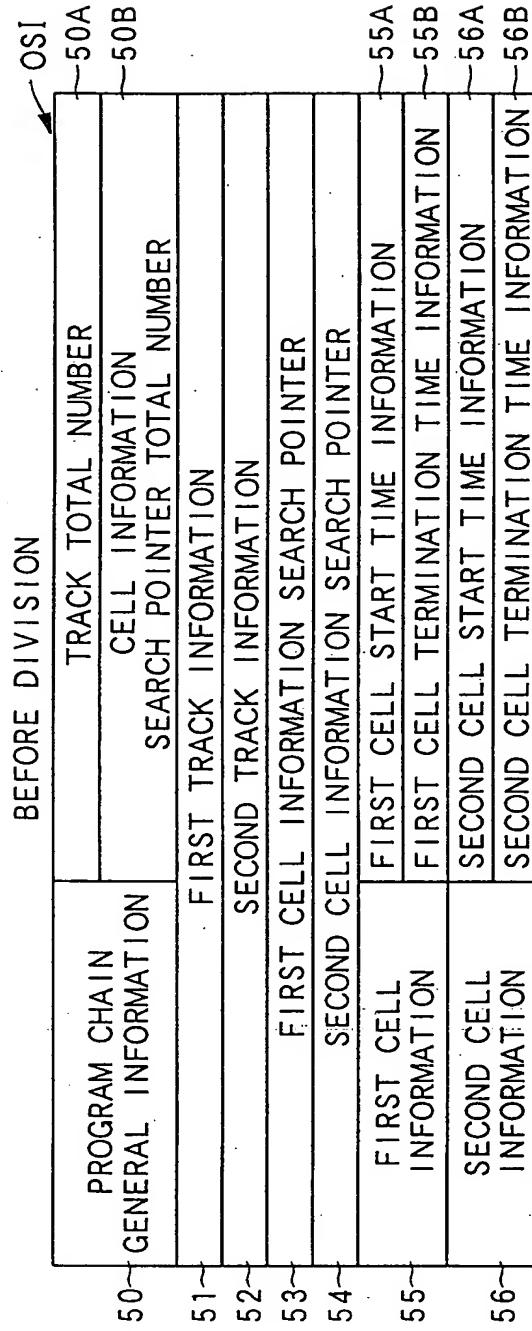 BEFORE DIVISION
OSI
50
PROGRAM CHAIN
GENERAL INFORMATION
TRACK TOTAL NUMBER
50A
CELL INFORMATION
SEARCH POINTER TOTAL NUMBER
50B
51
FIRST TRACK INFORMATION
52
SECOND TRACK INFORMATION
53
FIRST CELL INFORMATION SEARCH POINTER
54
SECOND CELL INFORMATION SEARCH POINTER
55
FIRST CELL
INFORMATION
FIRST CELL START TIME INFORMATION
55A
FIRST CELL TERMINATION TIME INFORMATION
55B
56
SECOND CELL
INFORMATION
SECOND CELL START TIME INFORMATION
56A
SECOND CELL TERMINATION TIME INFORMATION
56B